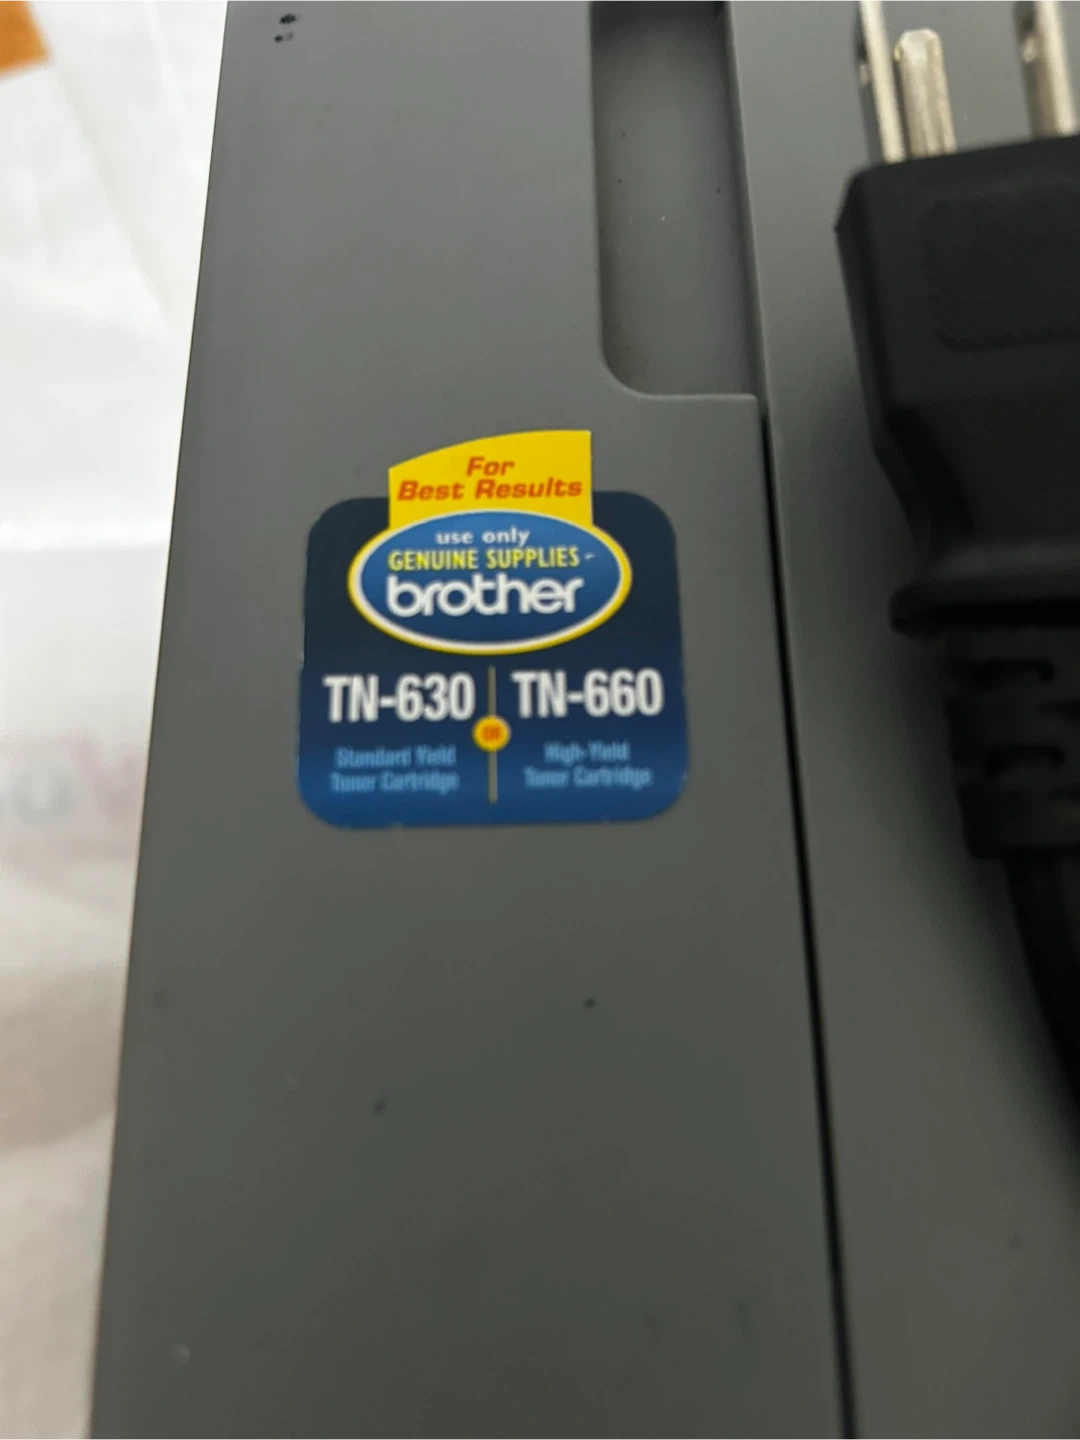 For
Best Results
use only
GENUINE SUPPLIES
brother
TN-630
OR
TN-660
Standard Yield
Toner Cartridge
High-Yield
Toner Cartridge